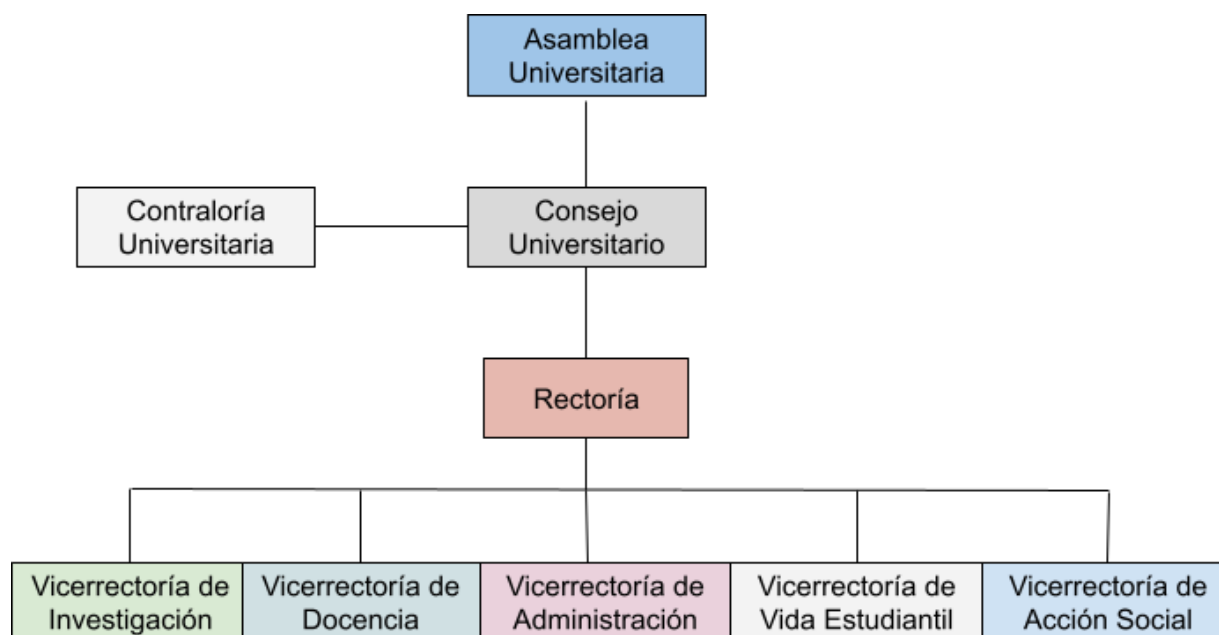 Asamblea
Universitaria
Contraloría
Universitaria
Consejo
Universitario
Rectoría
Vicerrectoría de
Investigación
Vicerrectoría de
Docencia
Vicerrectoría de
Administración
Vicerrectoría de
Vida Estudiantil
Vicerrectoría de
Acción Social